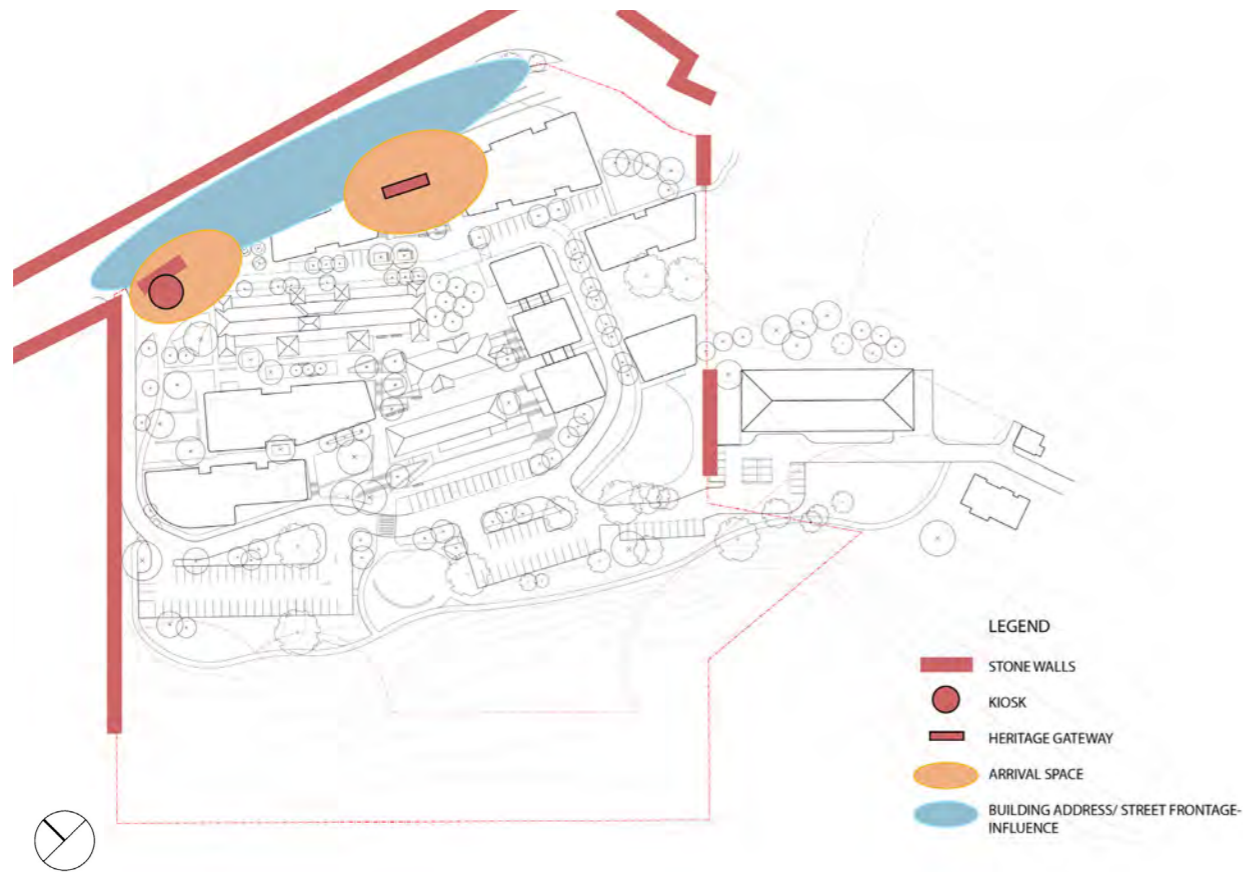 LEGEND
STONE WALLS
KIOSK
HERITAGE GATEWAY
ARRIVAL SPACE
BUILDING ADDRESS/ STREET FRONTAGE-
INFLUENCE